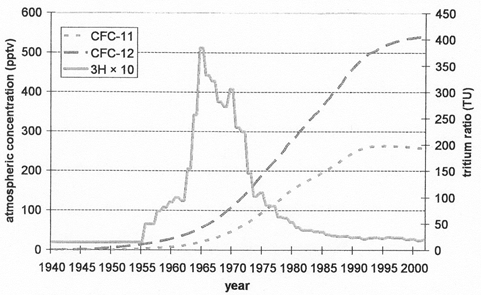 600
500
400
300
200
100
0
atmospheric concentration (pptv)
CFC-11
CFC-12
3H × 10
450
400
350
300
250
200
150
100
50
0
tritium ratio (TU)
1940 1945 1950 1955 1960 1965 1970 1975 1980 1985 1990 1995 2000
year